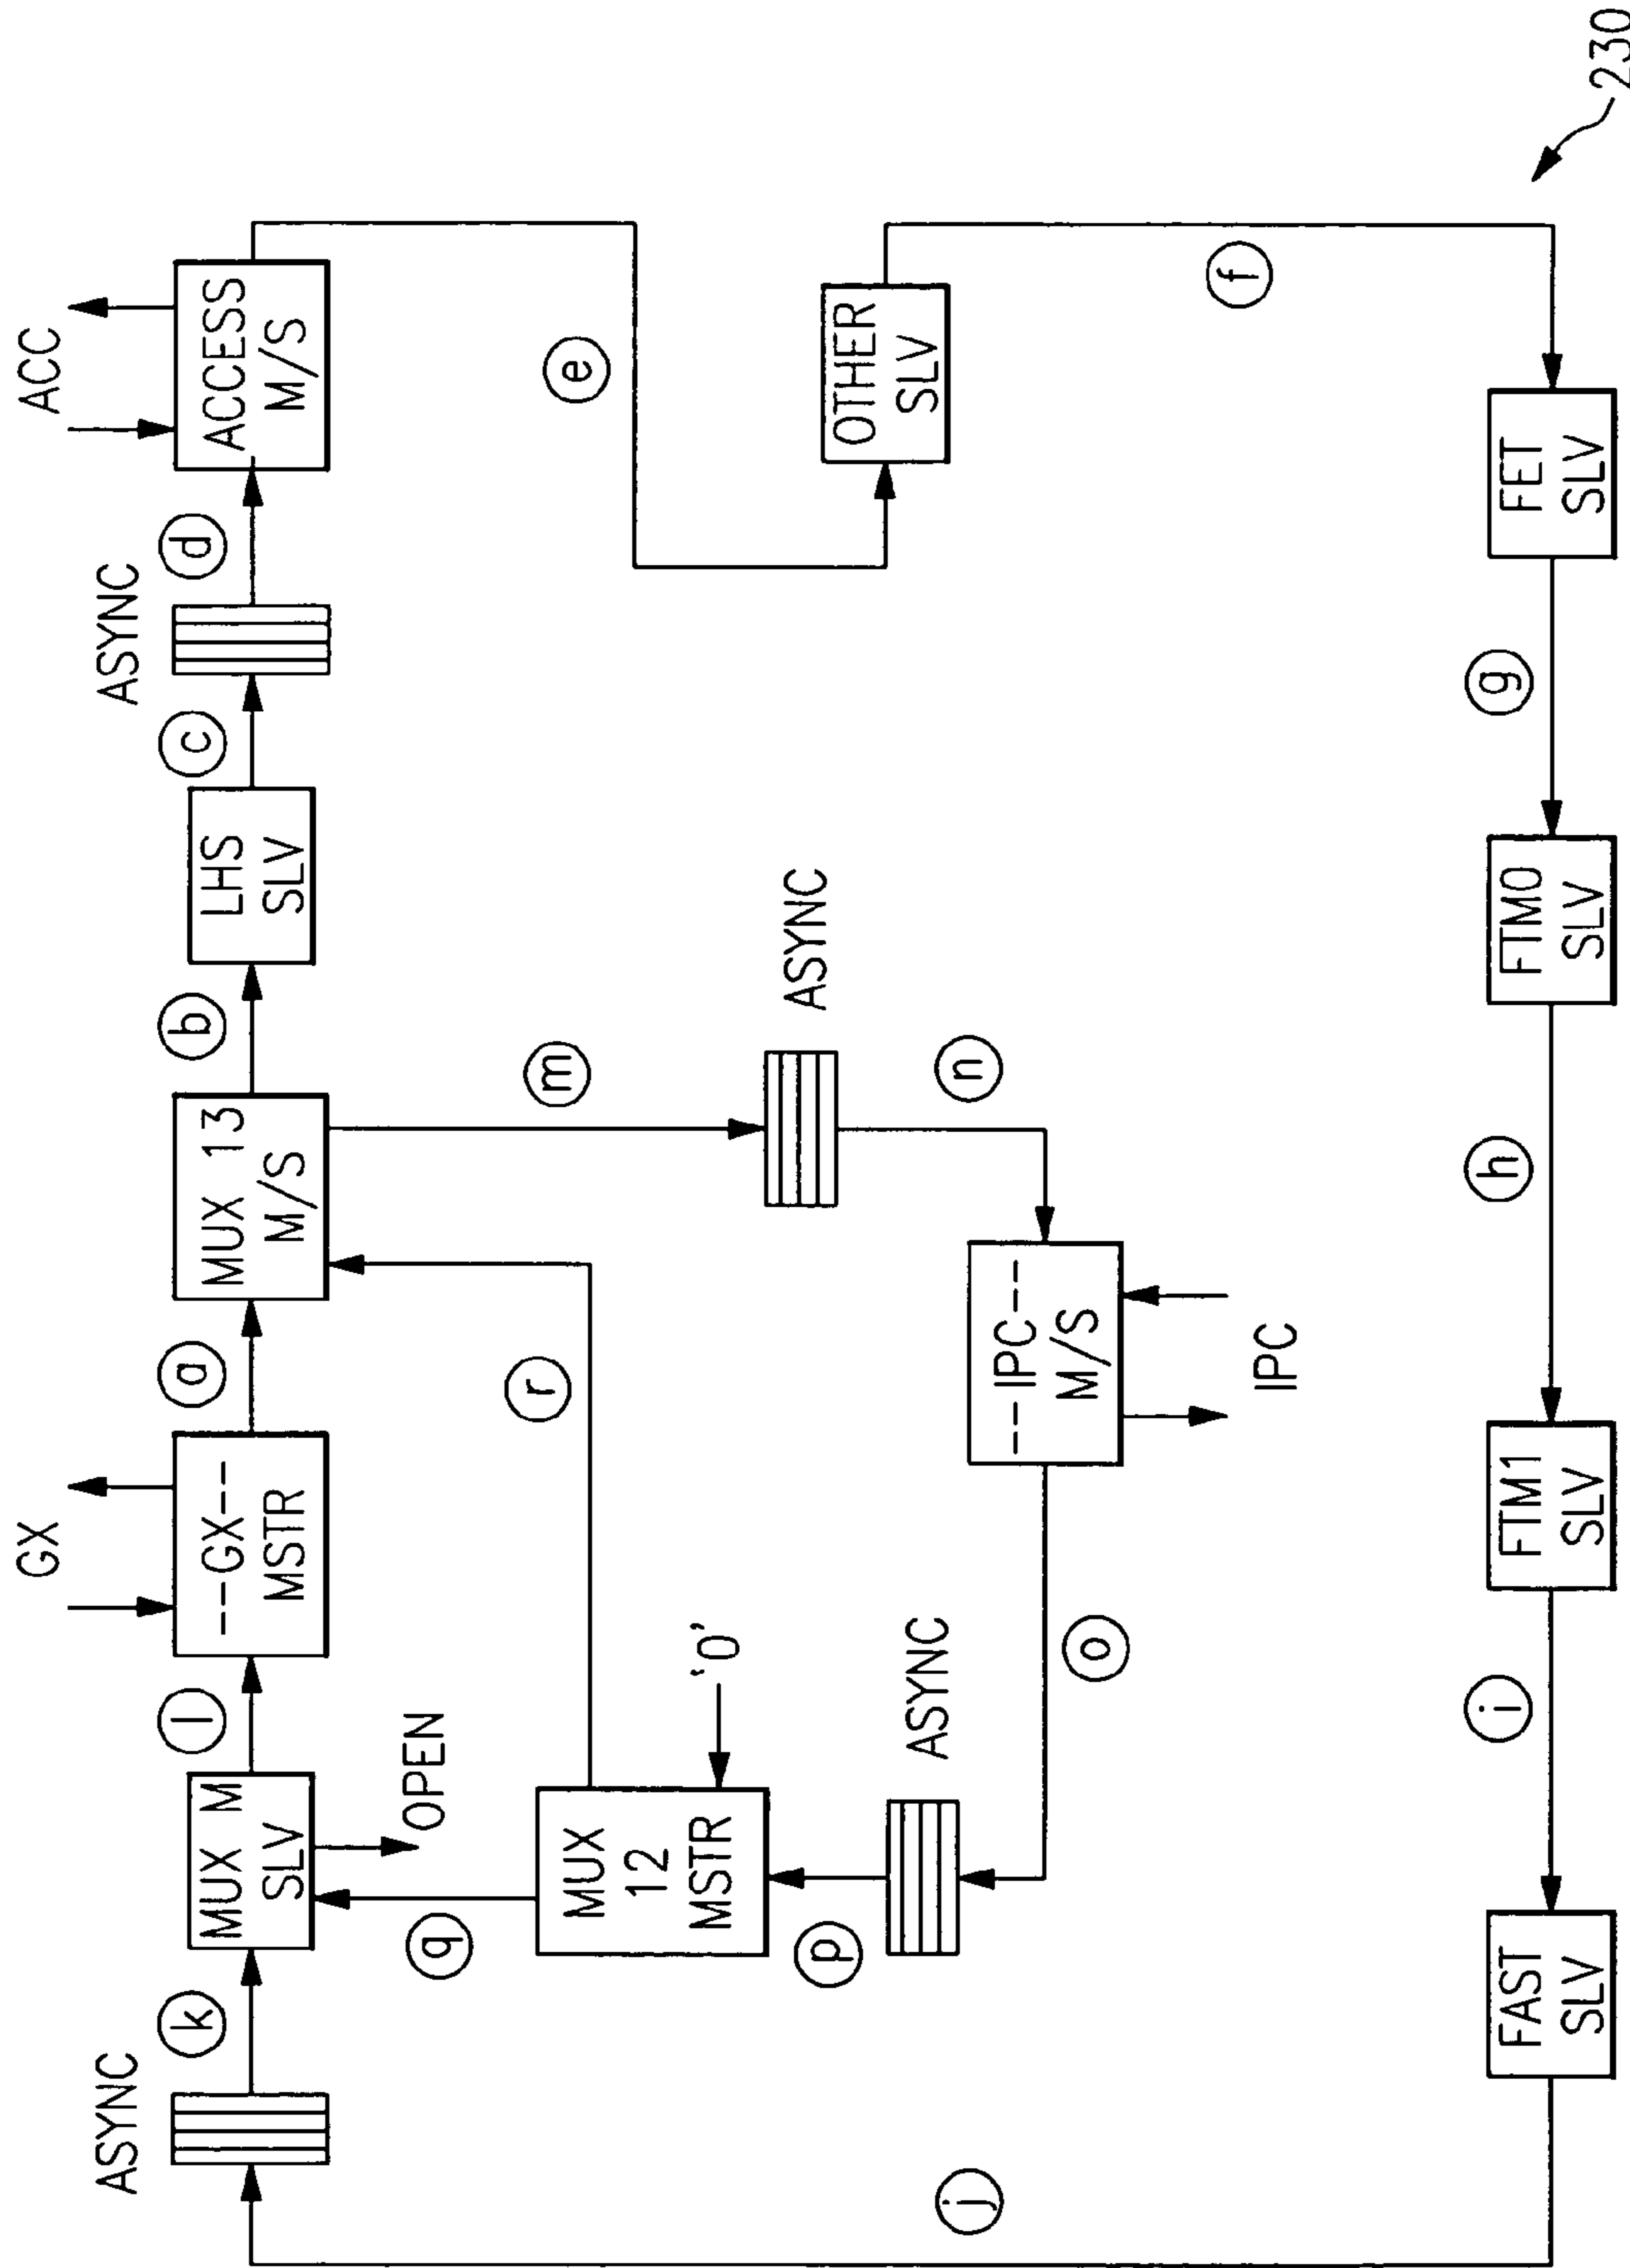 GX
ACC
ASYNC
k
MUX M
SLV
l
--GX--
MSTR
a
MUX 13
M/S
b
LHS
SLV
c
ASYNC
d
ACCESS
M/S
OPEN
q
r
m
e
MUX
12
MSTR
'0'
ASYNC
OTHER
SLV
p
ASYNC
n
f
---IPC---
M/S
o
IPC
j
FAST
SLV
i
FTM1
SLV
h
FTM0
SLV
g
FET
SLV
230